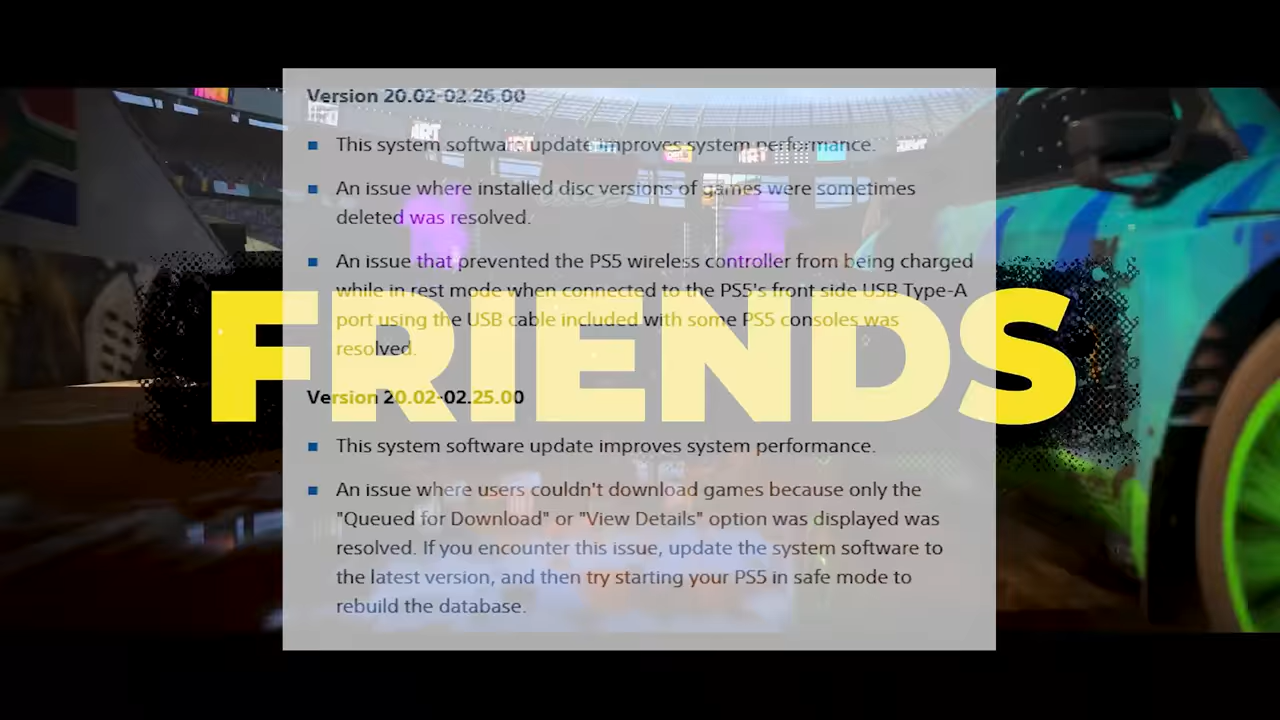 Version 20.02-02.26.00
This system software update improves system performance.
An issue where installed disc versions of games were sometimes
deleted was resolved.
An issue that prevented the PS5 wireless controller from being charged
while in rest mode when connected to the PS5's front side USB Type-A
port using the USB cable included with some PS5 consoles was
resolved.
FRIENDS
Version 20.02-02.25.00
This system software update improves system performance.
An issue where users couldn't download games because only the
"Queued for Download" or "View Details" option was displayed was
resolved. If you encounter this issue, update the system software to
the latest version, and then try starting your PS5 in safe mode to
rebuild the database.